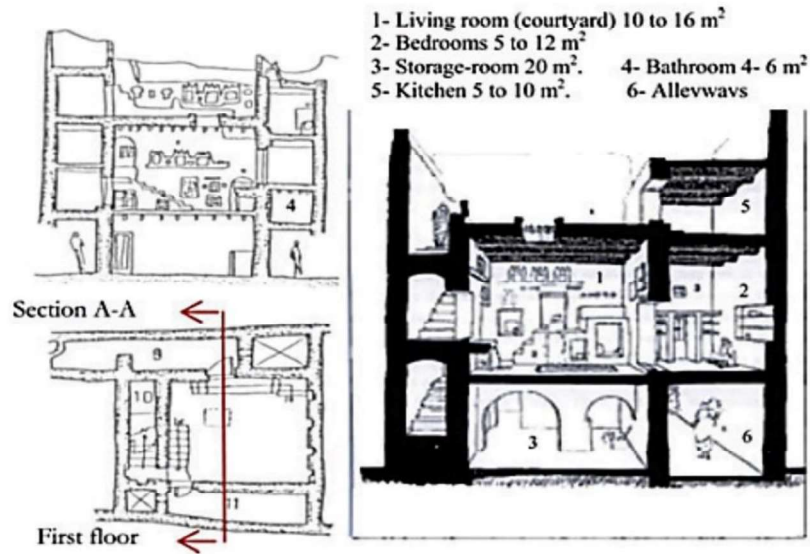 1- Living room (courtyard) 10 to 16 m²
2- Bedrooms 5 to 12 m²
3- Storage-room 20 m². 4- Bathroom 4- 6 m²
5- Kitchen 5 to 10 m². 6- Allevwavs
4
Section A-A
8
10
11
First floor
5
1
2
3
6